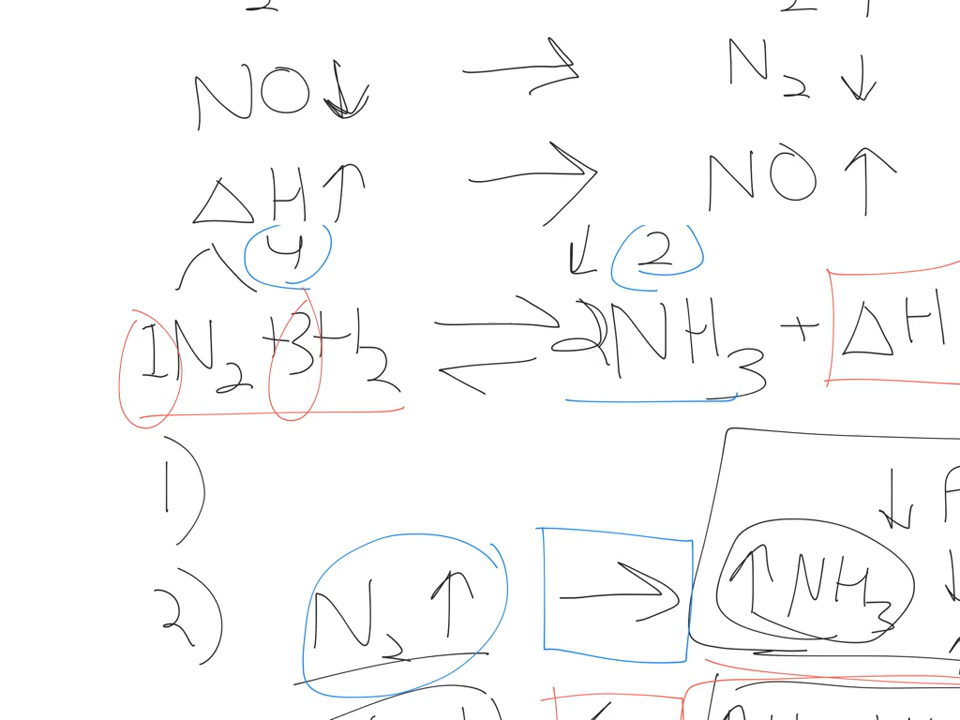 NO↓ → N₂ ↓
ΔH↑ → NO ↑
4 ↓ 2
1N₂ + 3H₂ ⇌ 2NH₃ + ΔH
1)
↓
2) N₂ ↑ → ↑NH₃ ↓